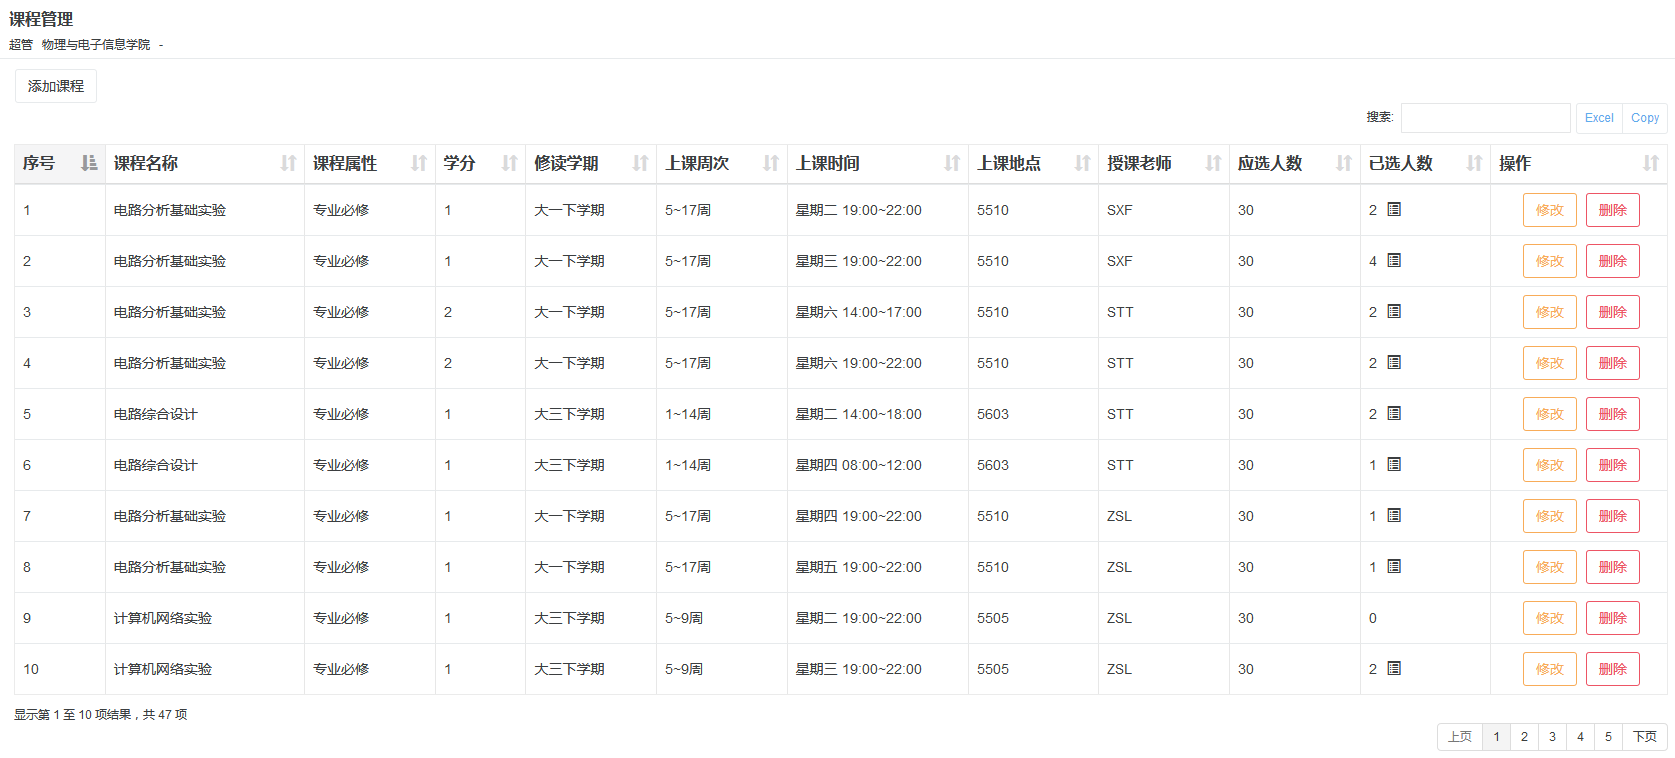 课程管理
超管 物理与电子信息学院 -
添加课程
搜索: Excel Copy
序号 课程名称 课程属性 学分 修读学期 上课周次 上课时间 上课地点 授课老师 应选人数 已选人数 操作
1 电路分析基础实验 专业必修 1 大一下学期 5~17周 星期二 19:00~22:00 5510 SXF 30 2 修改 删除
2 电路分析基础实验 专业必修 1 大一下学期 5~17周 星期三 19:00~22:00 5510 SXF 30 4 修改 删除
3 电路分析基础实验 专业必修 2 大一下学期 5~17周 星期六 14:00~17:00 5510 STT 30 2 修改 删除
4 电路分析基础实验 专业必修 2 大一下学期 5~17周 星期六 19:00~22:00 5510 STT 30 2 修改 删除
5 电路综合设计 专业必修 1 大三下学期 1~14周 星期二 14:00~18:00 5603 STT 30 2 修改 删除
6 电路综合设计 专业必修 1 大三下学期 1~14周 星期四 08:00~12:00 5603 STT 30 1 修改 删除
7 电路分析基础实验 专业必修 1 大一下学期 5~17周 星期四 19:00~22:00 5510 ZSL 30 1 修改 删除
8 电路分析基础实验 专业必修 1 大一下学期 5~17周 星期五 19:00~22:00 5510 ZSL 30 1 修改 删除
9 计算机网络实验 专业必修 1 大三下学期 5~9周 星期二 19:00~22:00 5505 ZSL 30 0 修改 删除
10 计算机网络实验 专业必修 1 大三下学期 5~9周 星期三 19:00~22:00 5505 ZSL 30 2 修改 删除
显示第 1 至 10 项结果，共 47 项
上页 1 2 3 4 5 下页